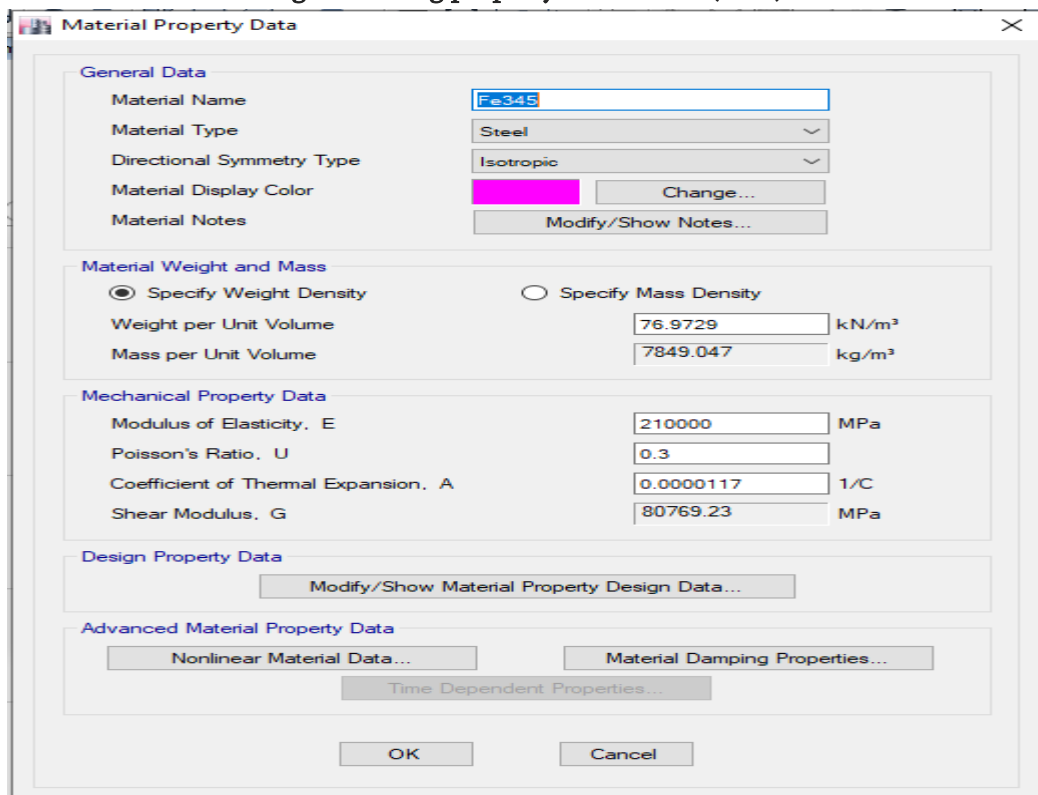 Material Property Data
General Data
Material Name Fe345
Material Type Steel
Directional Symmetry Type Isotropic
Material Display Color Change...
Material Notes Modify/Show Notes...
Material Weight and Mass
Specify Weight Density Specify Mass Density
Weight per Unit Volume 76.9729 kN/m³
Mass per Unit Volume 7849.047 kg/m³
Mechanical Property Data
Modulus of Elasticity, E 210000 MPa
Poisson's Ratio, U 0.3
Coefficient of Thermal Expansion, A 0.0000117 1/C
Shear Modulus, G 80769.23 MPa
Design Property Data
Modify/Show Material Property Design Data...
Advanced Material Property Data
Nonlinear Material Data... Material Damping Properties...
Time Dependent Properties...
OK Cancel